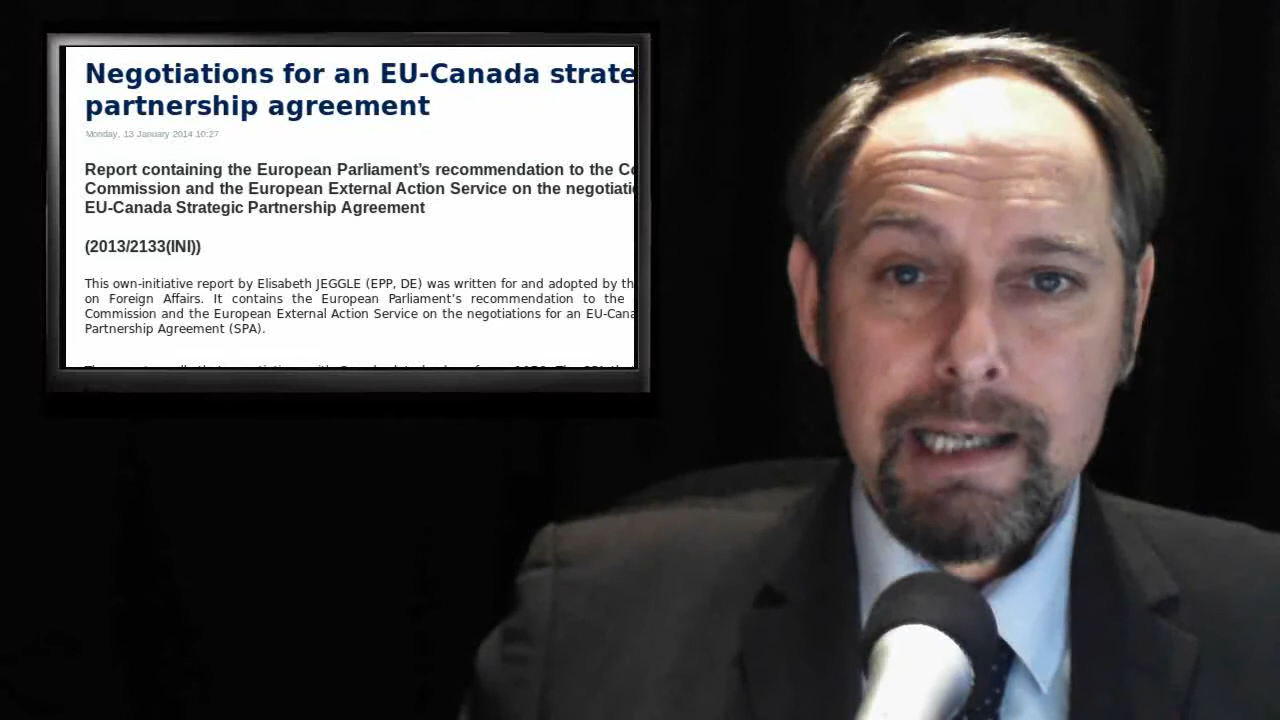 Negotiations for an EU-Canada strate
partnership agreement
Monday, 13 January 2014 10:27
Report containing the European Parliament’s recommendation to the Co
Commission and the European External Action Service on the negotiatio
EU-Canada Strategic Partnership Agreement
(2013/2133(INI))
This own-initiative report by Elisabeth JEGGLE (EPP, DE) was written for and adopted by th
on Foreign Affairs. It contains the European Parliament’s recommendation to the
Commission and the European External Action Service on the negotiations for an EU-Cana
Partnership Agreement (SPA).